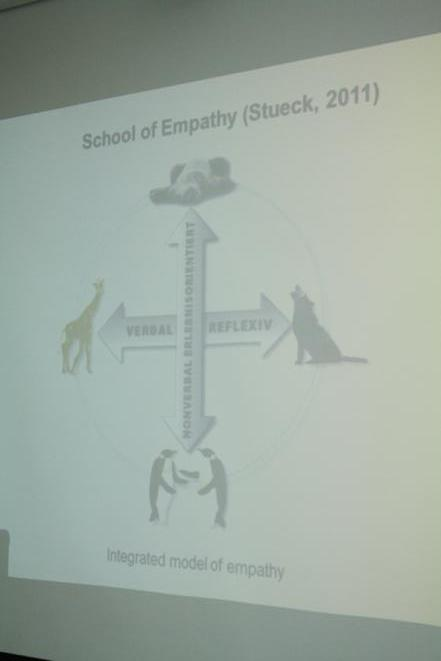 School of Empathy (Stueck, 2011)
NONVERBAL ERLEBNISORIENTIERT
VERBAL REFLEXIV
Integrated model of empathy